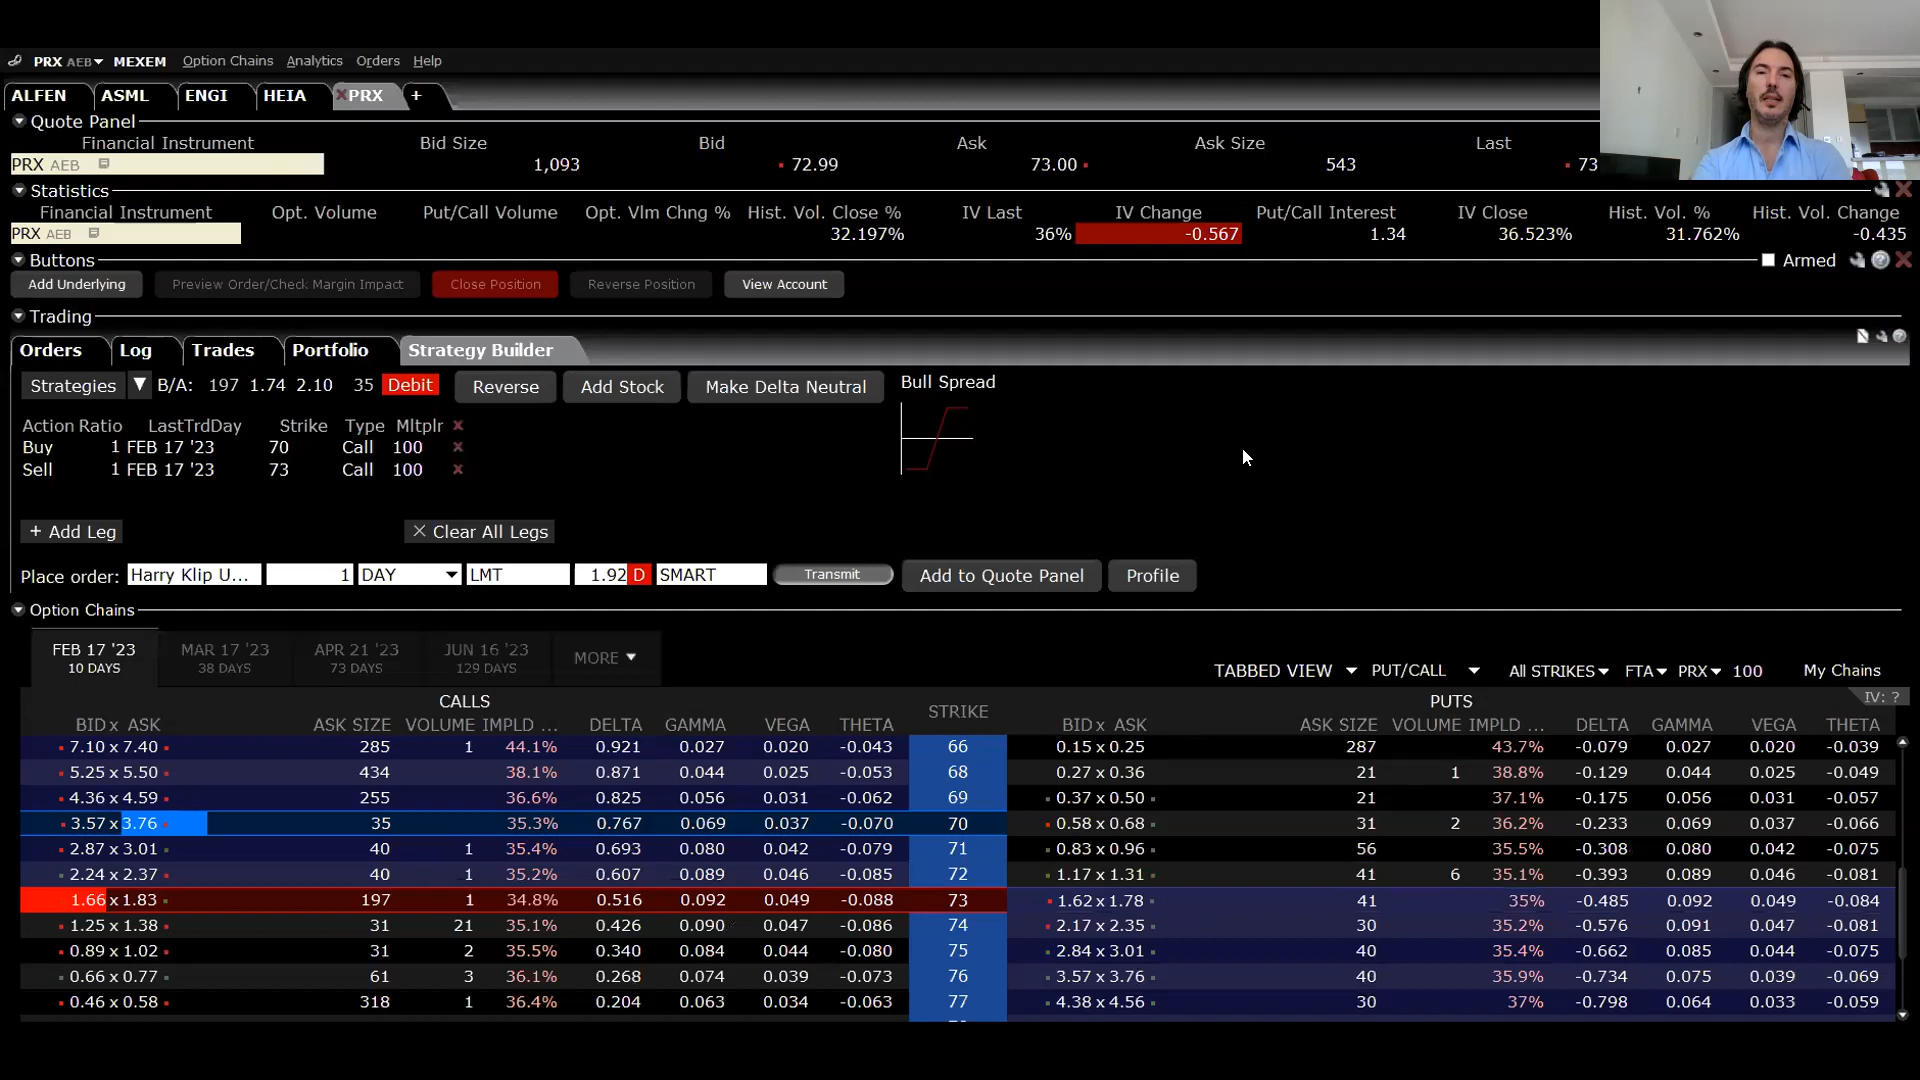 PRX AEB MEXEM Option Chains Analytics Orders Help
ALFEN ASML ENGI HEIA XPRX +
Quote Panel
Financial Instrument Bid Size Bid Ask Ask Size Last
PRX AEB 1,093 72.99 73.00 543 73
Statistics
Financial Instrument Opt. Volume Put/Call Volume Opt. Vlm Chng % Hist. Vol. Close % IV Last IV Change Put/Call Interest IV Close Hist. Vol. % Hist. Vol. Change
PRX AEB 32.197% 36% -0.567 1.34 36.523% 31.762% -0.435
Buttons Armed
Add Underlying Preview Order/Check Margin Impact Close Position Reverse Position View Account
Trading
Orders Log Trades Portfolio Strategy Builder
Strategies B/A: 197 1.74 2.10 35 Debit Reverse Add Stock Make Delta Neutral Bull Spread
Action Ratio LastTrdDay Strike Type Mltplr
Buy 1 FEB 17 '23 70 Call 100
Sell 1 FEB 17 '23 73 Call 100
+ Add Leg X Clear All Legs
Place order: Harry Klip U... 1 DAY LMT 1.92 D SMART Transmit Add to Quote Panel Profile
Option Chains
FEB 17 '23 MAR 17 '23 APR 21 '23 JUN 16 '23 MORE
10 DAYS 38 DAYS 73 DAYS 129 DAYS
TABBED VIEW PUT/CALL All STRIKES FTA PRX 100 My Chains
CALLS PUTS IV: ?
BID x ASK ASK SIZE VOLUME IMPLD ... DELTA GAMMA VEGA THETA STRIKE BID x ASK ASK SIZE VOLUME IMPLD ... DELTA GAMMA VEGA THETA
7.10 x 7.40 285 1 44.1% 0.921 0.027 0.020 -0.043 66 0.15 x 0.25 287 43.7% -0.079 0.027 0.020 -0.039
5.25 x 5.50 434 38.1% 0.871 0.044 0.025 -0.053 68 0.27 x 0.36 21 1 38.8% -0.129 0.044 0.025 -0.049
4.36 x 4.59 255 36.6% 0.825 0.056 0.031 -0.062 69 0.37 x 0.50 21 37.1% -0.175 0.056 0.031 -0.057
3.57 x 3.76 35 35.3% 0.767 0.069 0.037 -0.070 70 0.58 x 0.68 31 2 36.2% -0.233 0.069 0.037 -0.066
2.87 x 3.01 40 1 35.4% 0.693 0.080 0.042 -0.079 71 0.83 x 0.96 56 35.5% -0.308 0.080 0.042 -0.075
2.24 x 2.37 40 1 35.2% 0.607 0.089 0.046 -0.085 72 1.17 x 1.31 41 6 35.1% -0.393 0.089 0.046 -0.081
1.66 x 1.83 197 1 34.8% 0.516 0.092 0.049 -0.088 73 1.62 x 1.78 41 35% -0.485 0.092 0.049 -0.084
1.25 x 1.38 31 21 35.1% 0.426 0.090 0.047 -0.086 74 2.17 x 2.35 30 35.2% -0.576 0.091 0.047 -0.081
0.89 x 1.02 31 2 35.5% 0.340 0.084 0.044 -0.080 75 2.84 x 3.01 40 35.4% -0.662 0.085 0.044 -0.075
0.66 x 0.77 61 3 36.1% 0.268 0.074 0.039 -0.073 76 3.57 x 3.76 40 35.9% -0.734 0.075 0.039 -0.069
0.46 x 0.58 318 1 36.4% 0.204 0.063 0.034 -0.063 77 4.38 x 4.56 30 37% -0.798 0.064 0.033 -0.059